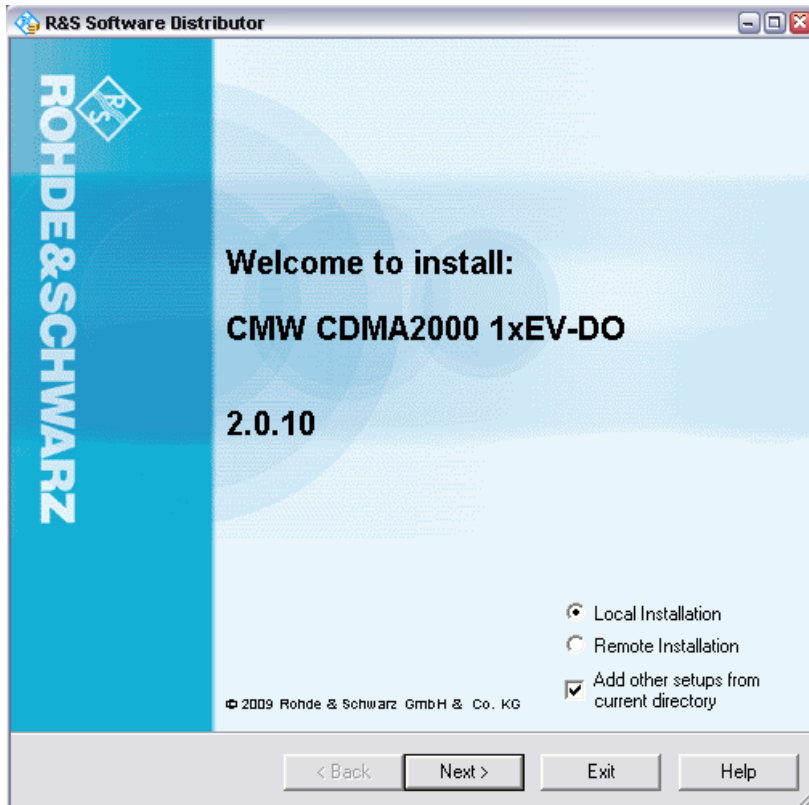 R&S Software Distributor
ROHDE&SCHWARZ
R
S
Welcome to install:
CMW CDMA2000 1xEV-DO
2.0.10
Local Installation
Remote Installation
Add other setups from
current directory
© 2009 Rohde & Schwarz GmbH & Co. KG
< Back
Next >
Exit
Help